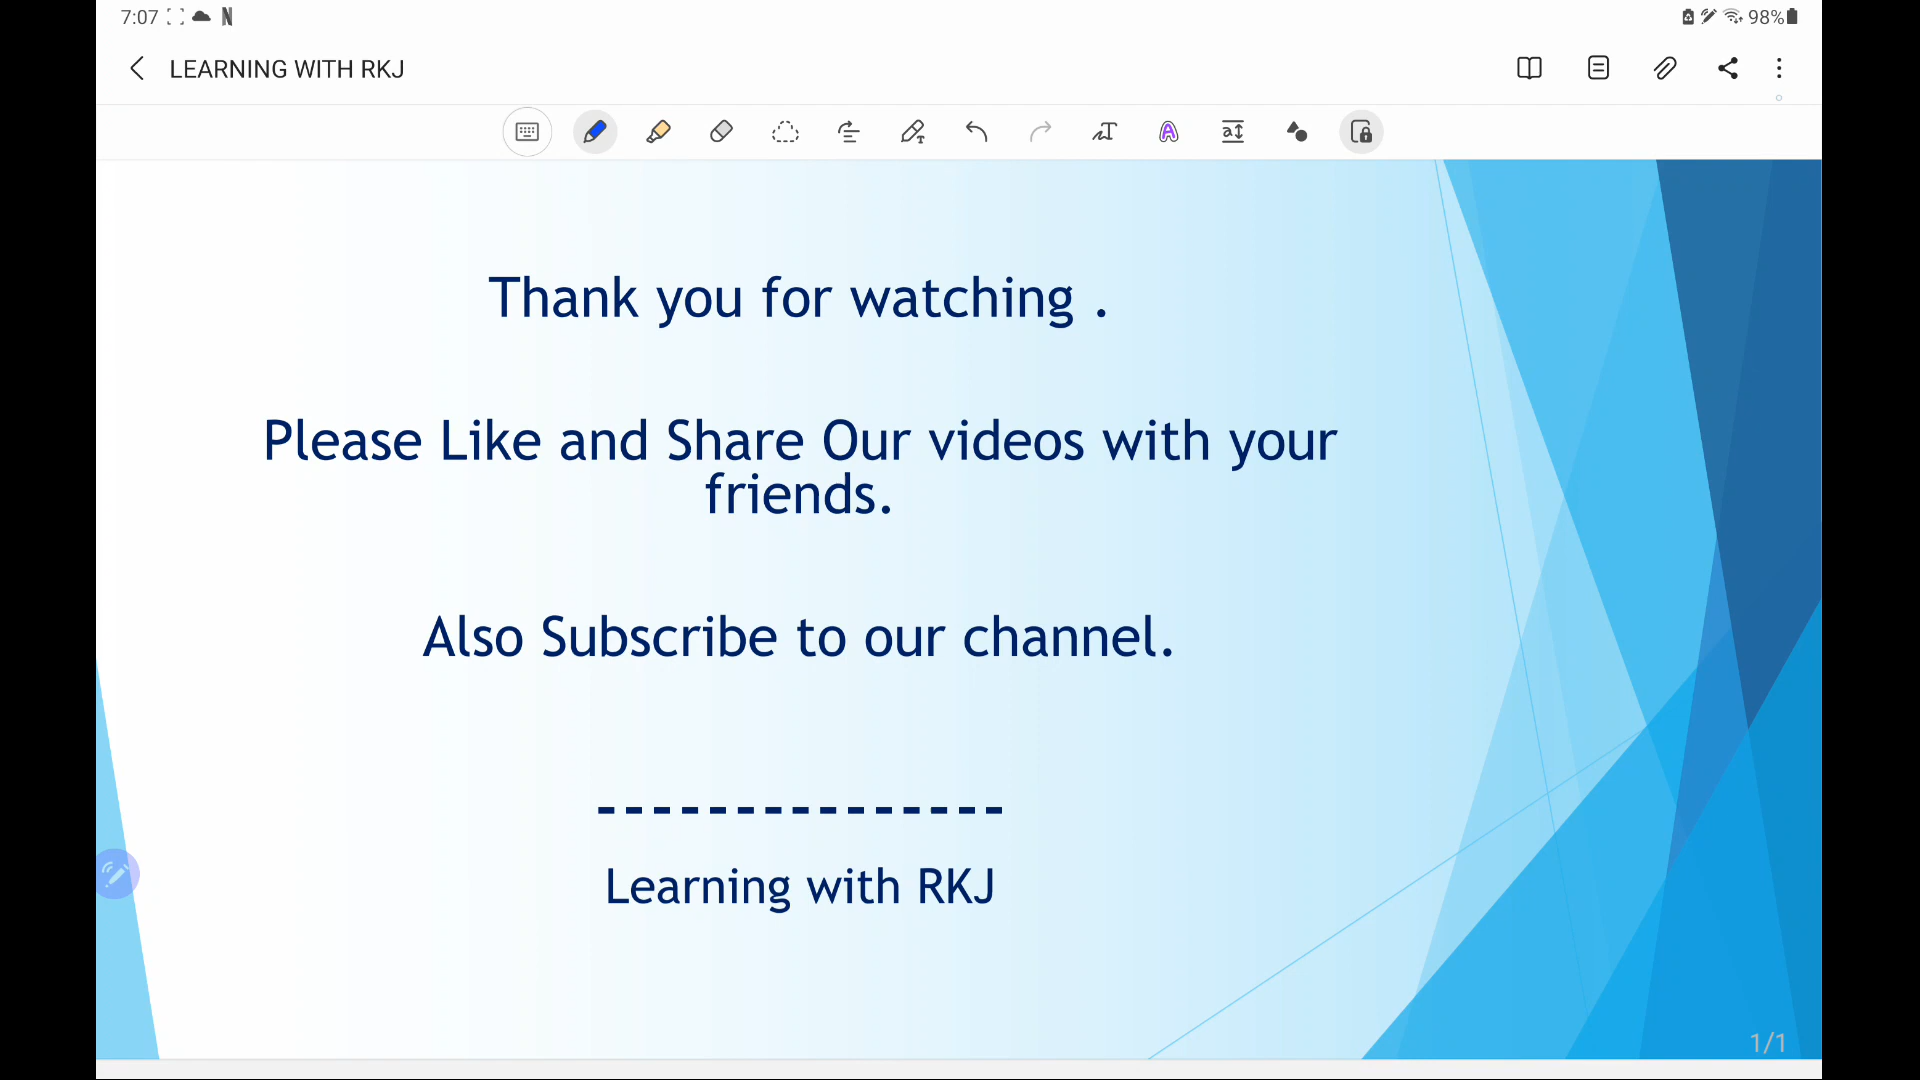 7:07 N 98%
LEARNING WITH RKJ
T A a
Thank you for watching .
Please Like and Share Our videos with your
friends.
Also Subscribe to our channel.
---------------
Learning with RKJ
1/1